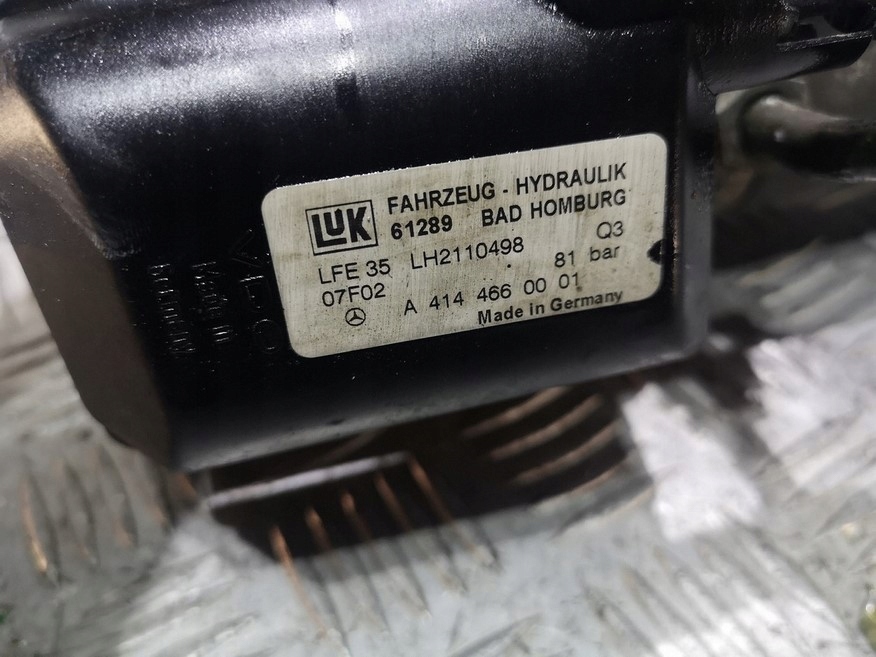 LUK FAHRZEUG - HYDRAULIK
61289 BAD HOMBURG
LFE 35 LH2110498 Q3
07F02 81 bar
A 414 466 00 01
Made in Germany